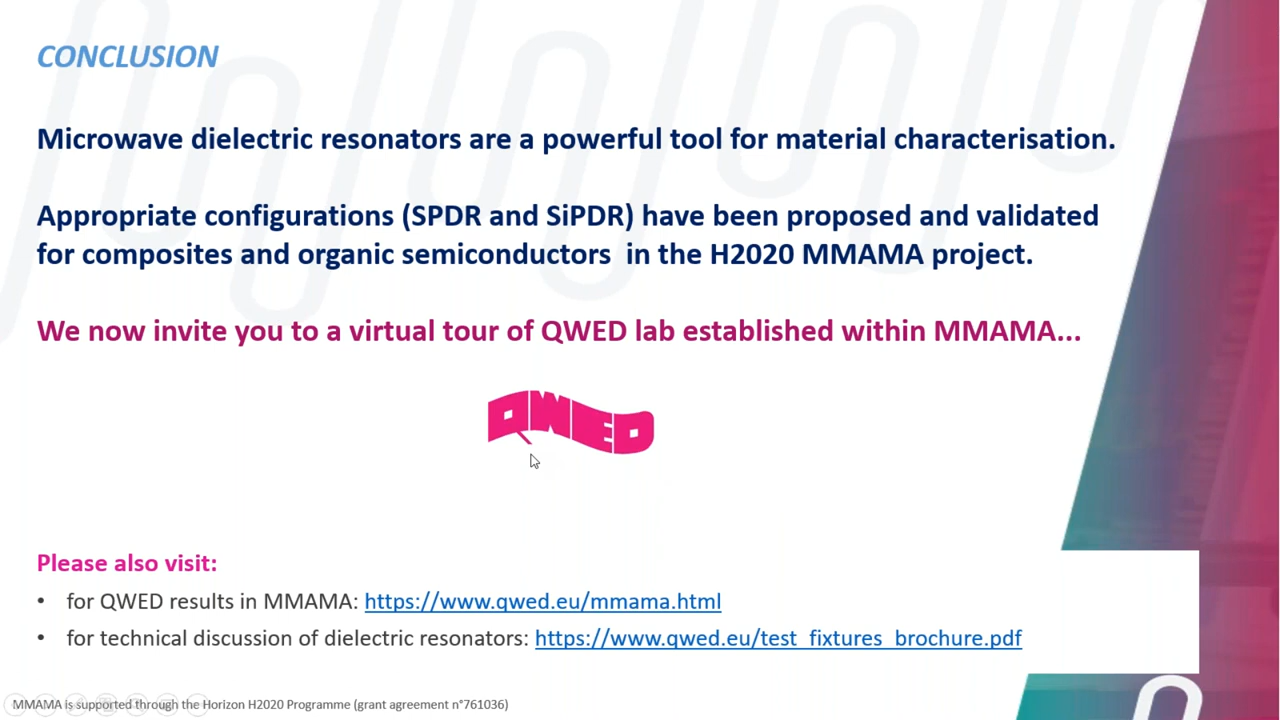 CONCLUSION
Microwave dielectric resonators are a powerful tool for material characterisation.
Appropriate configurations (SPDR and SiPDR) have been proposed and validated
for composites and organic semiconductors in the H2020 MMAMA project.
We now invite you to a virtual tour of QWED lab established within MMAMA...
QWED
Please also visit:
• for QWED results in MMAMA: https://www.qwed.eu/mmama.html
• for technical discussion of dielectric resonators: https://www.qwed.eu/test_fixtures_brochure.pdf
MMAMA is supported through the Horizon H2020 Programme (grant agreement n°761036)